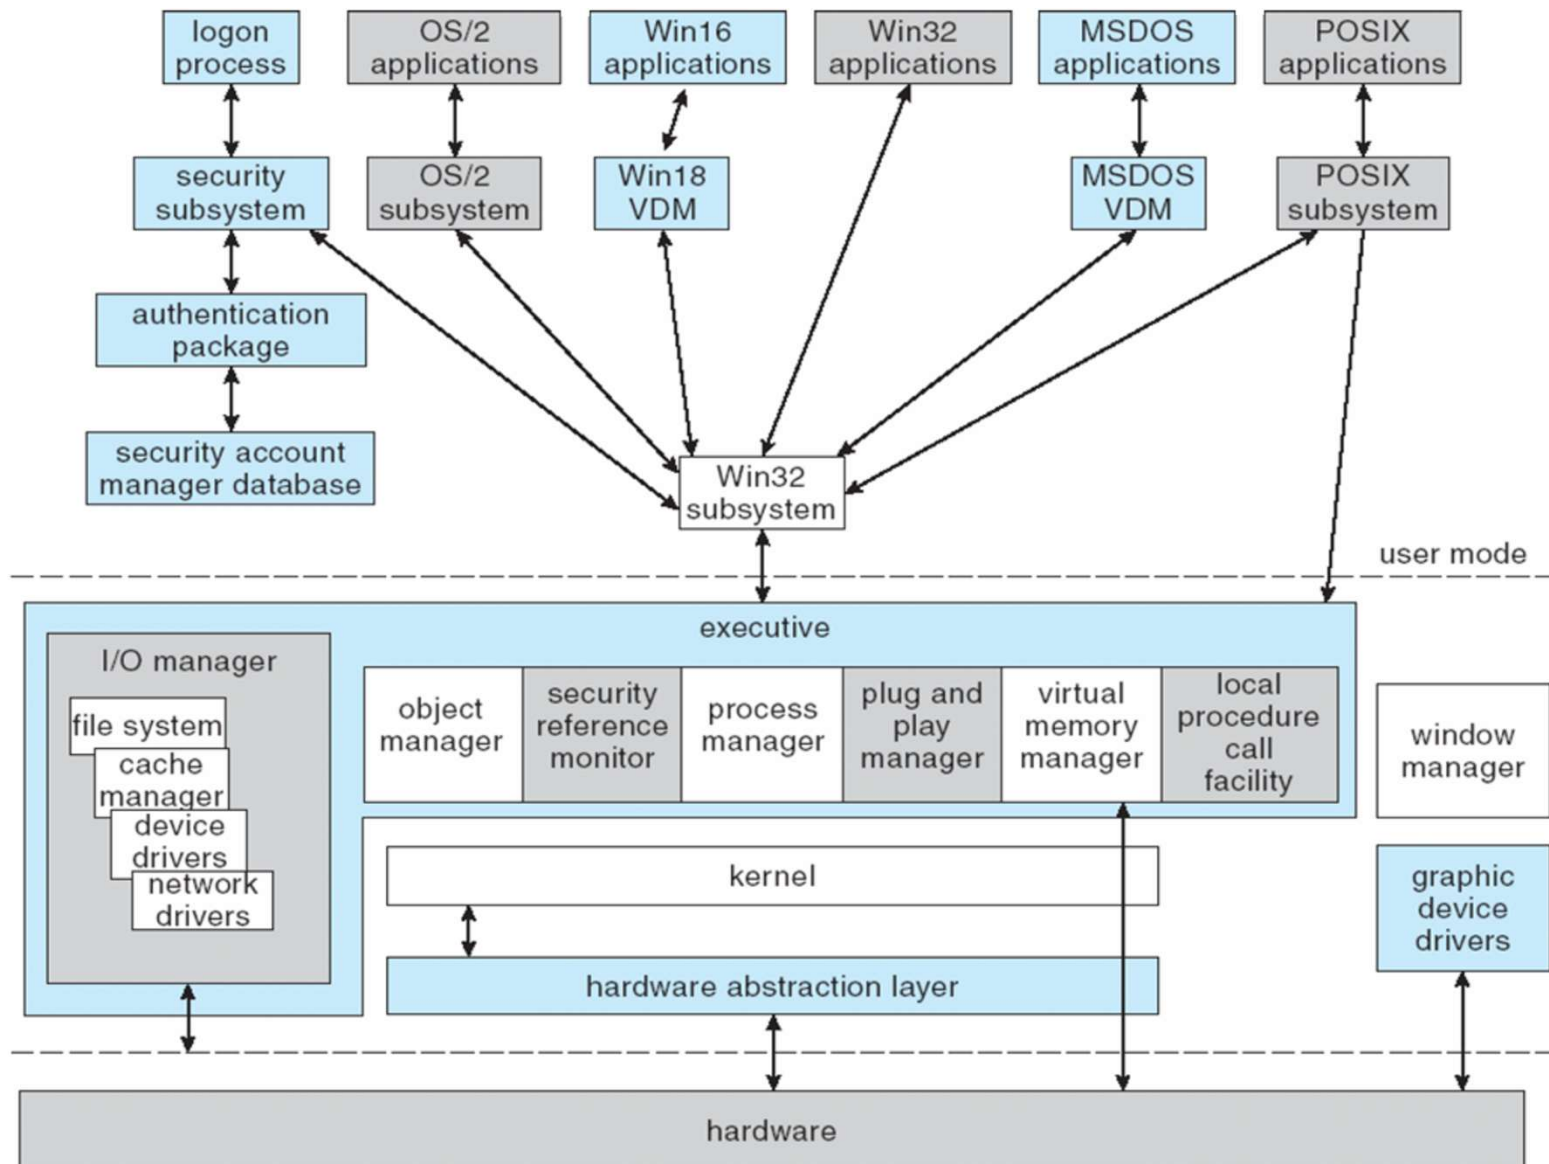 logon
process
OS/2
applications
Win16
applications
Win32
applications
MSDOS
applications
POSIX
applications
security
subsystem
OS/2
subsystem
Win18
VDM
MSDOS
VDM
POSIX
subsystem
authentication
package
security account
manager database
Win32
subsystem
user mode
executive
I/O manager
file system
cache
manager
device
drivers
network
drivers
object
manager
security
reference
monitor
process
manager
plug and
play
manager
virtual
memory
manager
local
procedure
call
facility
window
manager
kernel
graphic
device
drivers
hardware abstraction layer
hardware